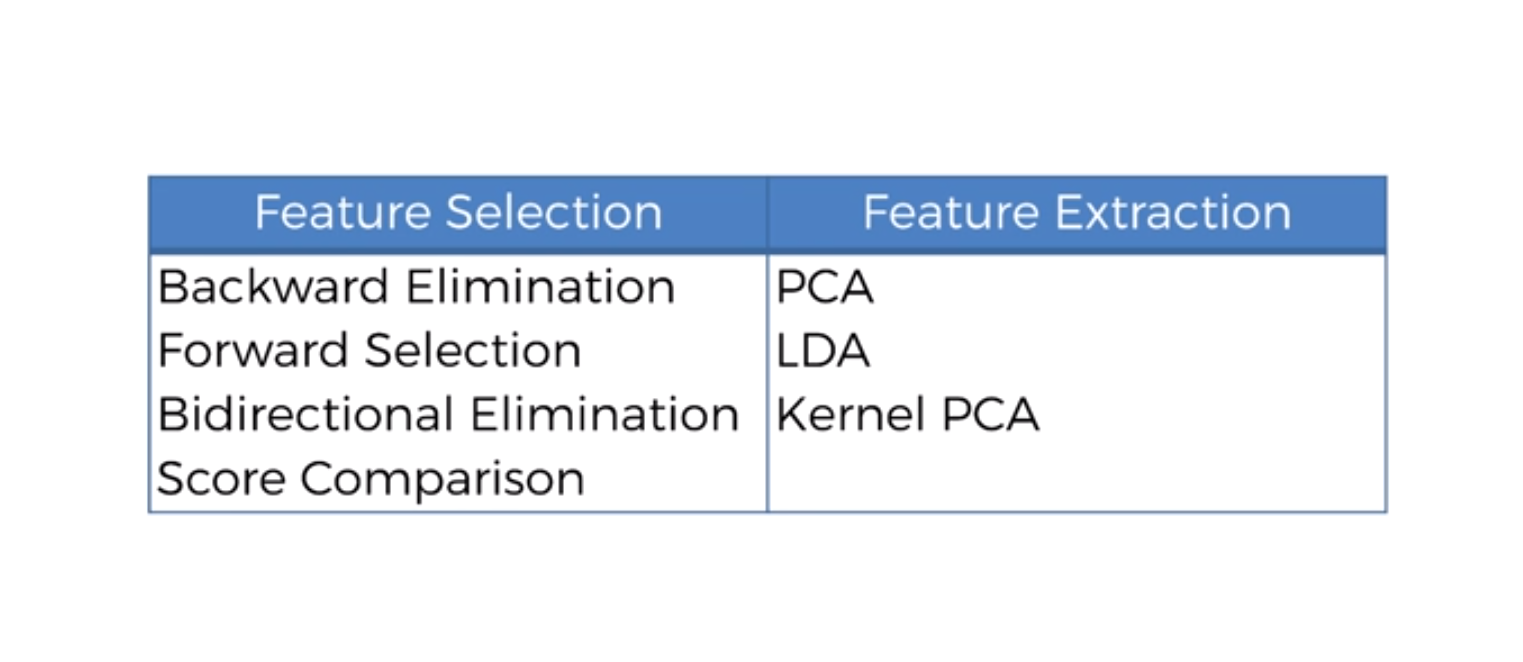 Feature Selection Feature Extraction
Backward Elimination PCA
Forward Selection LDA
Bidirectional Elimination Kernel PCA
Score Comparison